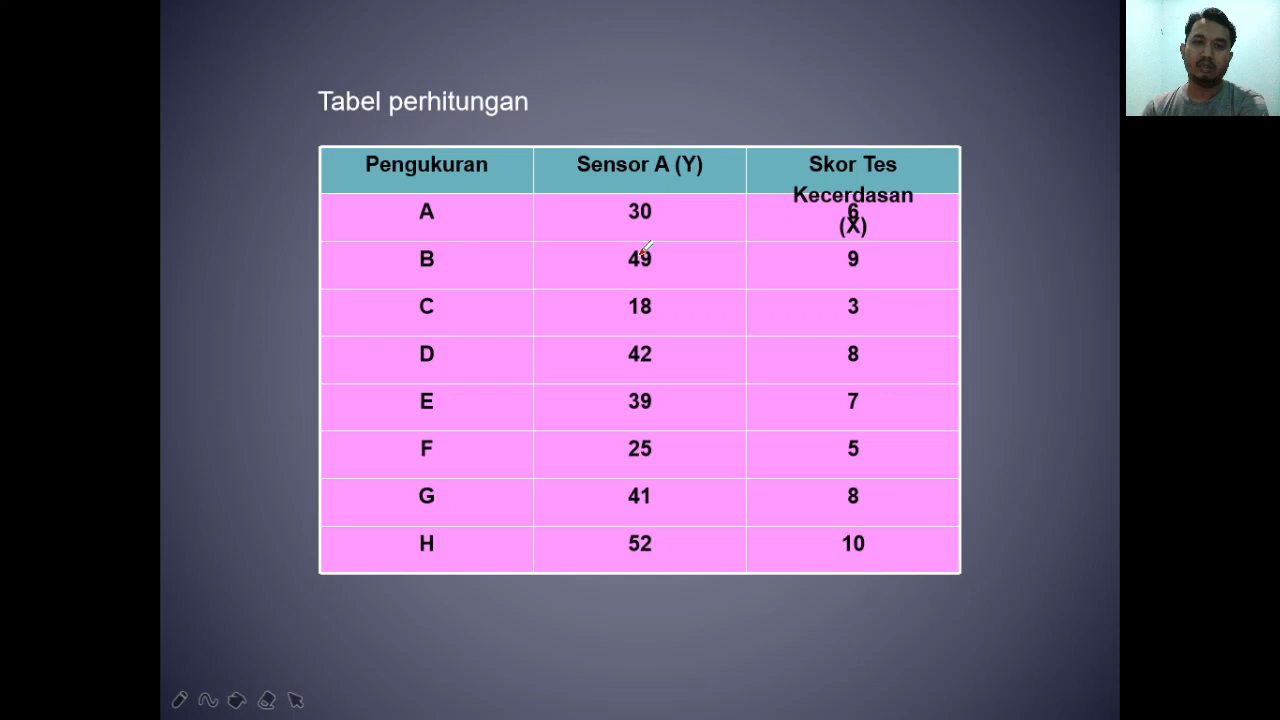 Tabel perhitungan
Pengukuran Sensor A (Y) Skor Tes
Kecerdasan
(X)
A 30 6
B 49 9
C 18 3
D 42 8
E 39 7
F 25 5
G 41 8
H 52 10